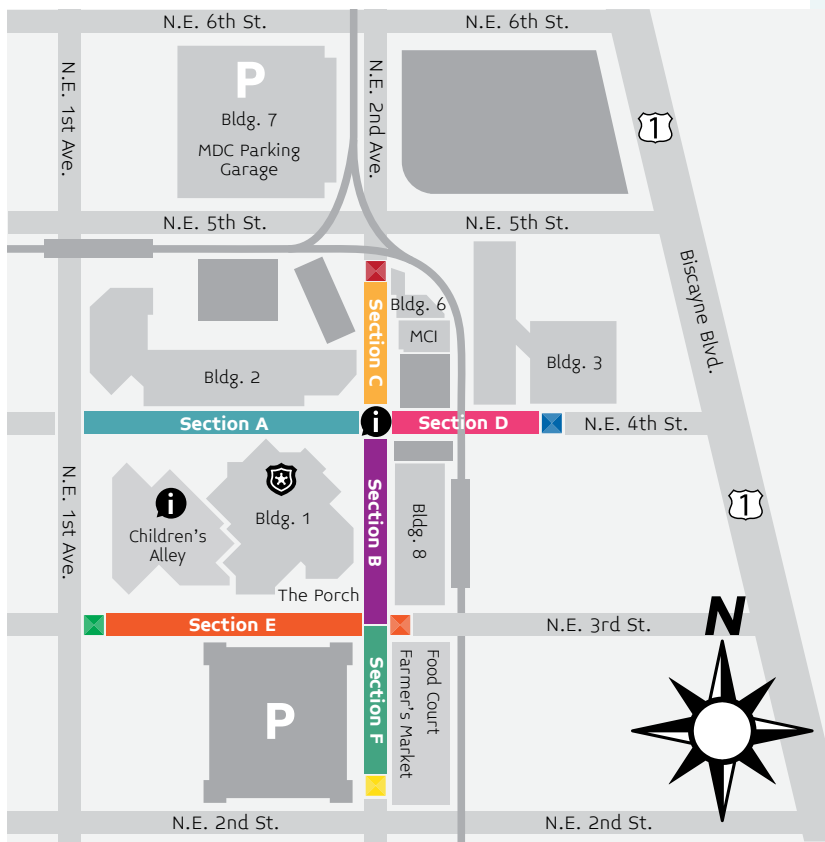 N.E. 6th St.
N.E. 6th St.
N.E. 1st Ave.
P
Bldg. 7
MDC Parking
Garage
N.E. 2nd Ave.
1
N.E. 5th St.
N.E. 5th St.
Biscayne Blvd.
Section C
Bldg. 6
MCI
Bldg. 2
Bldg. 3
Section A
i
Section D
N.E. 4th St.
N.E. 1st Ave.
i
Children's
Alley
Bldg. 1
Section B
Bldg. 8
1
The Porch
Section E
N.E. 3rd St.
N
P
Section F
Food Court
Farmer's Market
N.E. 2nd St.
N.E. 2nd St.